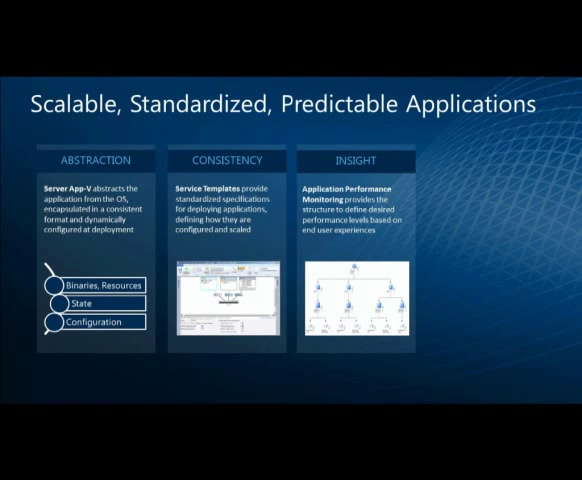 Scalable, Standardized, Predictable Applications
ABSTRACTION
Server App-V abstracts the
application from the OS,
encapsulated in a consistent
format and dynamically
configured at deployment
Binaries, Resources
State
Configuration
CONSISTENCY
Service Templates provide
standardized specifications
for deploying applications,
defining how they are
configured and scaled
INSIGHT
Application Performance
Monitoring provides the
structure to define desired
performance levels based on
end user experiences